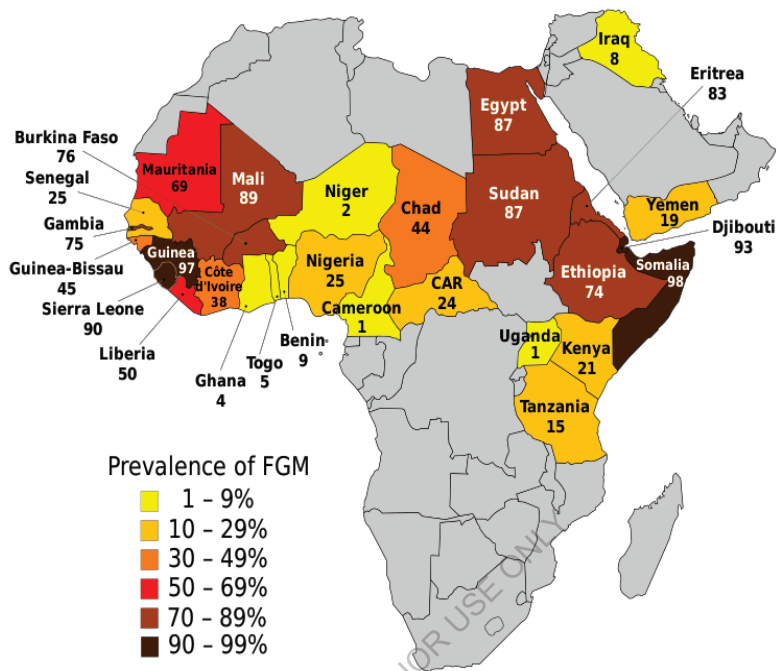 Iraq
8
Eritrea
83
Egypt
87
Burkina Faso
76
Mauritania
69
Mali
89
Niger
2
Chad
44
Sudan
87
Yemen
19
Senegal
25
Gambia
75
Djibouti
93
Guinea
97
Guinea-Bissau
45
Côte
d'Ivoire
38
Nigeria
25
CAR
24
Ethiopia
74
Somalia
98
Sierra Leone
90
Cameroon
1
Liberia
50
Benin
9
Togo
5
Ghana
4
Uganda
1
Kenya
21
Tanzania
15
Prevalence of FGM
1 – 9%
10 – 29%
30 – 49%
50 – 69%
70 – 89%
90 – 99%
USE ONLY